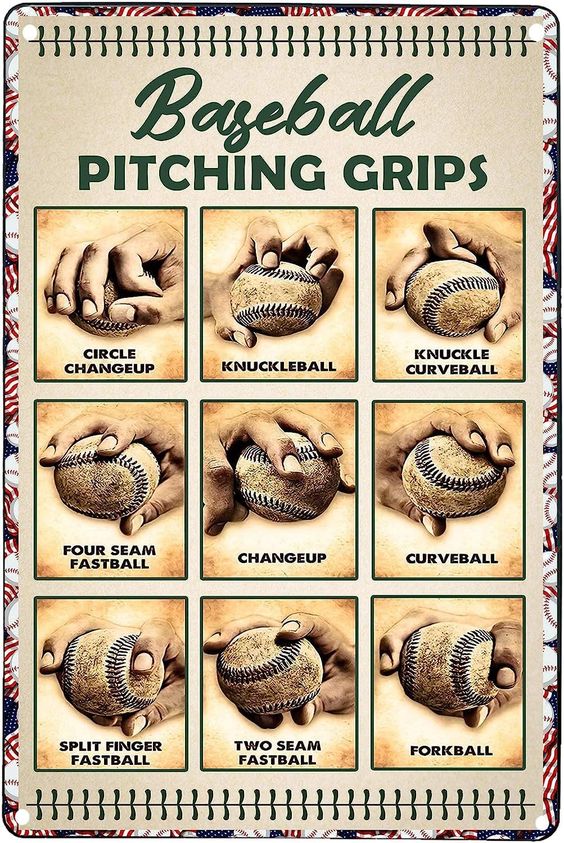 Baseball
PITCHING GRIPS
CIRCLE
CHANGEUP
KNUCKLEBALL
KNUCKLE
CURVEBALL
FOUR SEAM
FASTBALL
CHANGEUP
CURVEBALL
SPLIT FINGER
FASTBALL
TWO SEAM
FASTBALL
FORKBALL